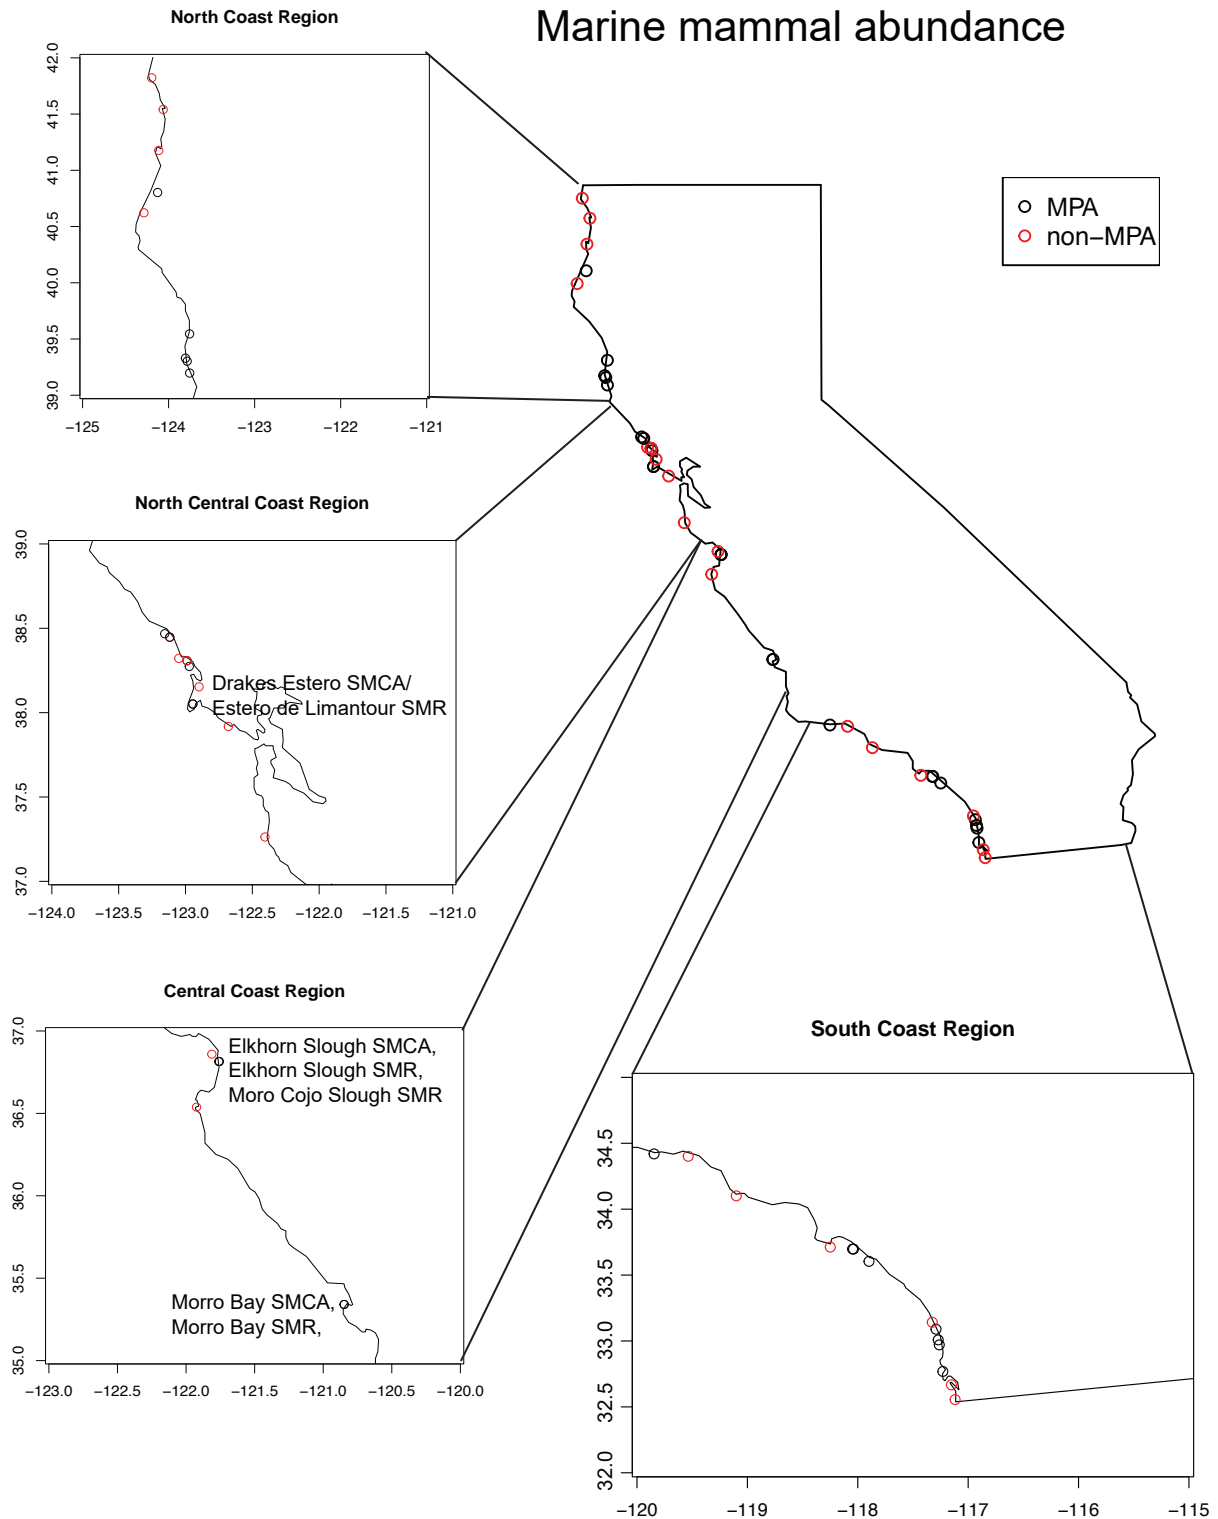 Marine mammal abundance
North Coast Region
42.0
41.5
41.0
40.5
40.0
39.5
39.0
−125 −124 −123 −122 −121
MPA
non−MPA
North Central Coast Region
39.0
38.5
38.0
37.5
37.0
Drakes Estero SMCA/
Estero de Limantour SMR
−124.0 −123.5 −123.0 −122.5 −122.0 −121.5 −121.0
Central Coast Region
37.0
36.5
36.0
35.5
35.0
Elkhorn Slough SMCA,
Elkhorn Slough SMR,
Moro Cojo Slough SMR
Morro Bay SMCA,
Morro Bay SMR,
−123.0 −122.5 −122.0 −121.5 −121.0 −120.5 −120.0
South Coast Region
34.5
34.0
33.5
33.0
32.5
32.0
−120 −119 −118 −117 −116 −115